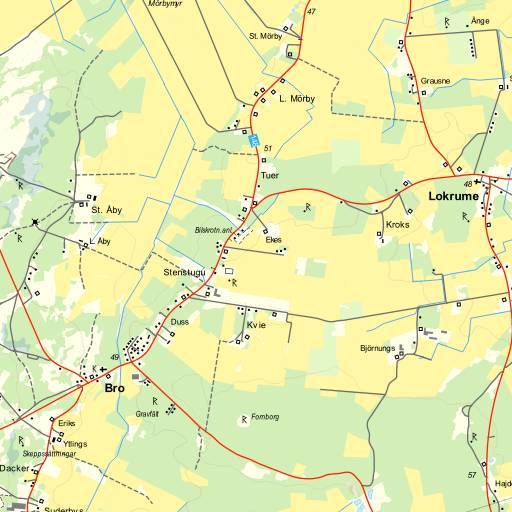 Mörbymyr
47
Änge
St. Mörby
Grausne
L. Mörby
51
Tuer
48
Lokrume
St. Åby
Kroks
Bilskrotn.anl.
Ekes
L Åby
Stenstugu
Duss
Kvie
Björnungs
49
Bro
Gravfält
Fornborg
Eriks
Ytlings
Skeppssättningar
Dacker
57
Hajd
Suderbys
R
R
R
R
R
R
R
R
R
R
R